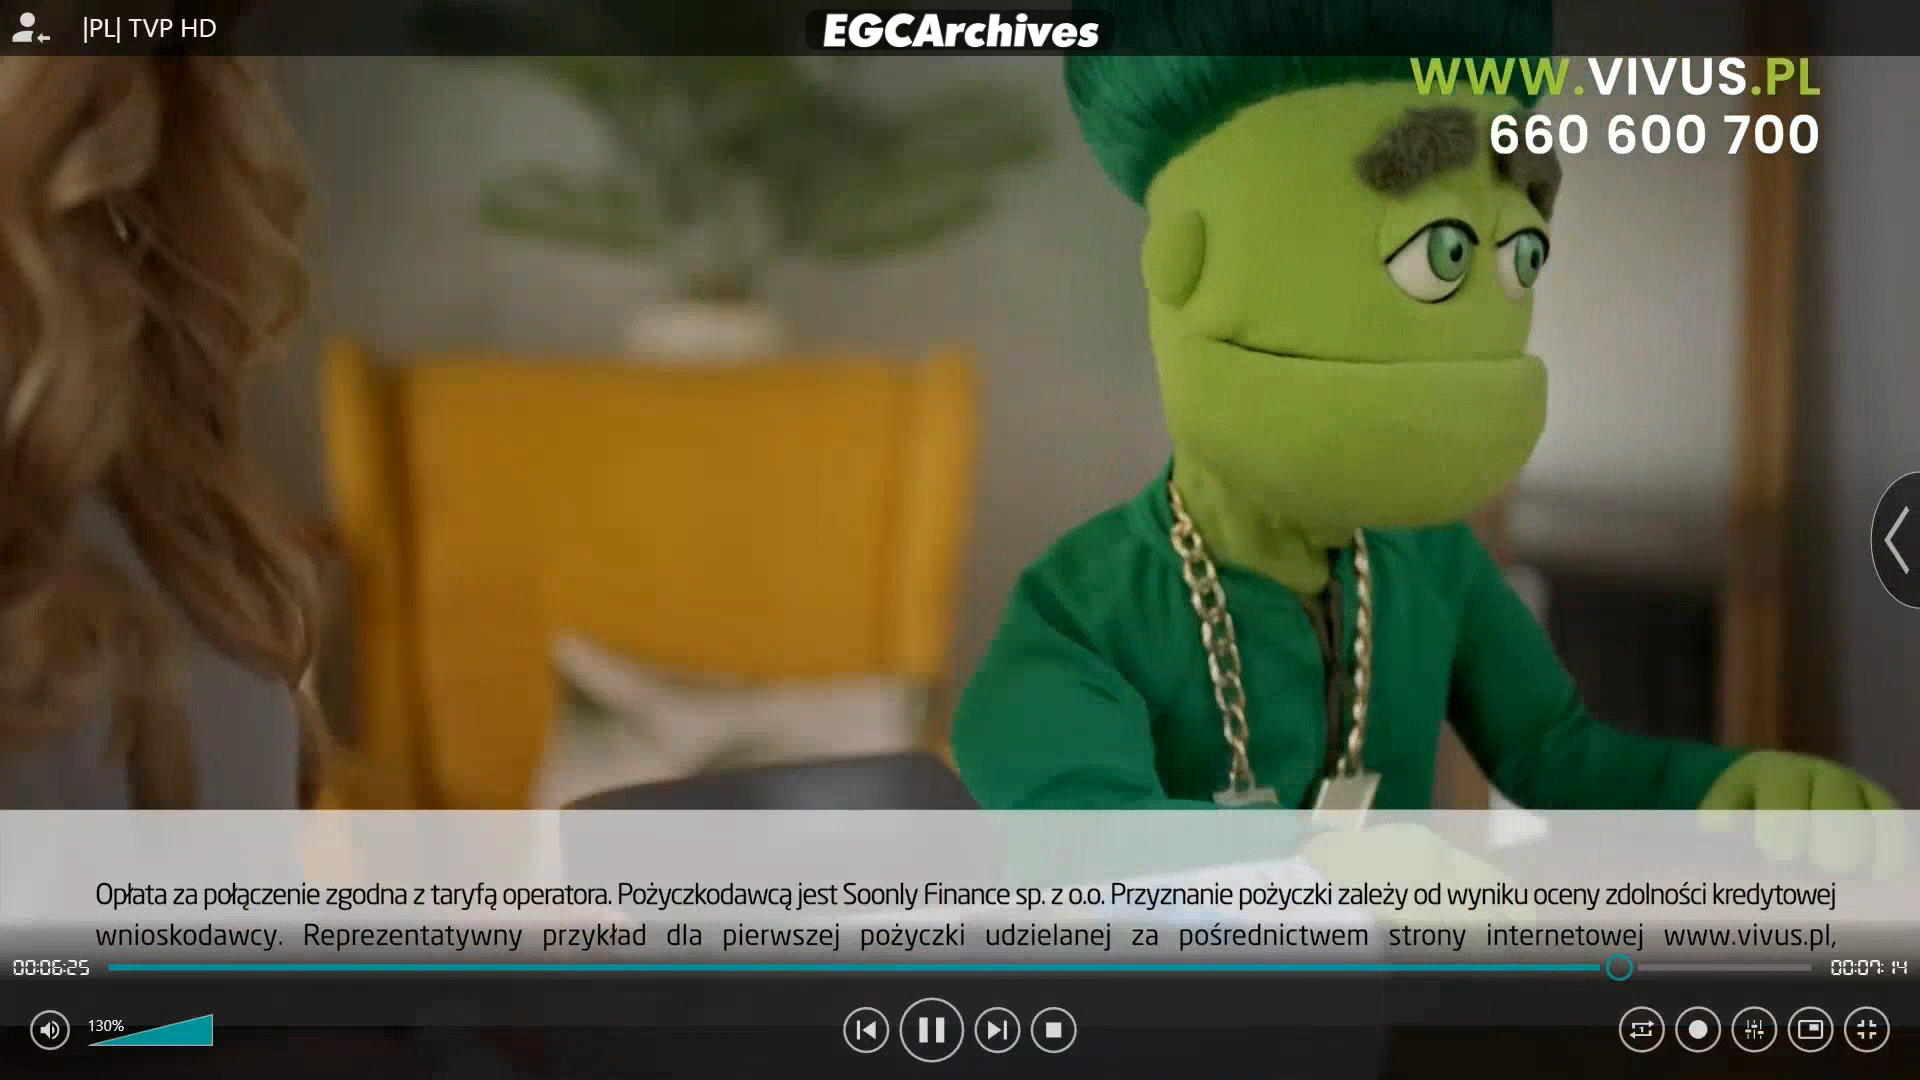 |PL| TVP HD
EGCArchives
WWW.VIVUS.PL
660 600 700
Opłata za połączenie zgodna z taryfą operatora. Pożyczkodawcą jest Soonly Finance sp. z o.o. Przyznanie pożyczki zależy od wyniku oceny zdolności kredytowej
wnioskodawcy. Reprezentatywny przykład dla pierwszej pożyczki udzielanej za pośrednictwem strony internetowej www.vivus.pl,
00:06:25
00:07:14
130%